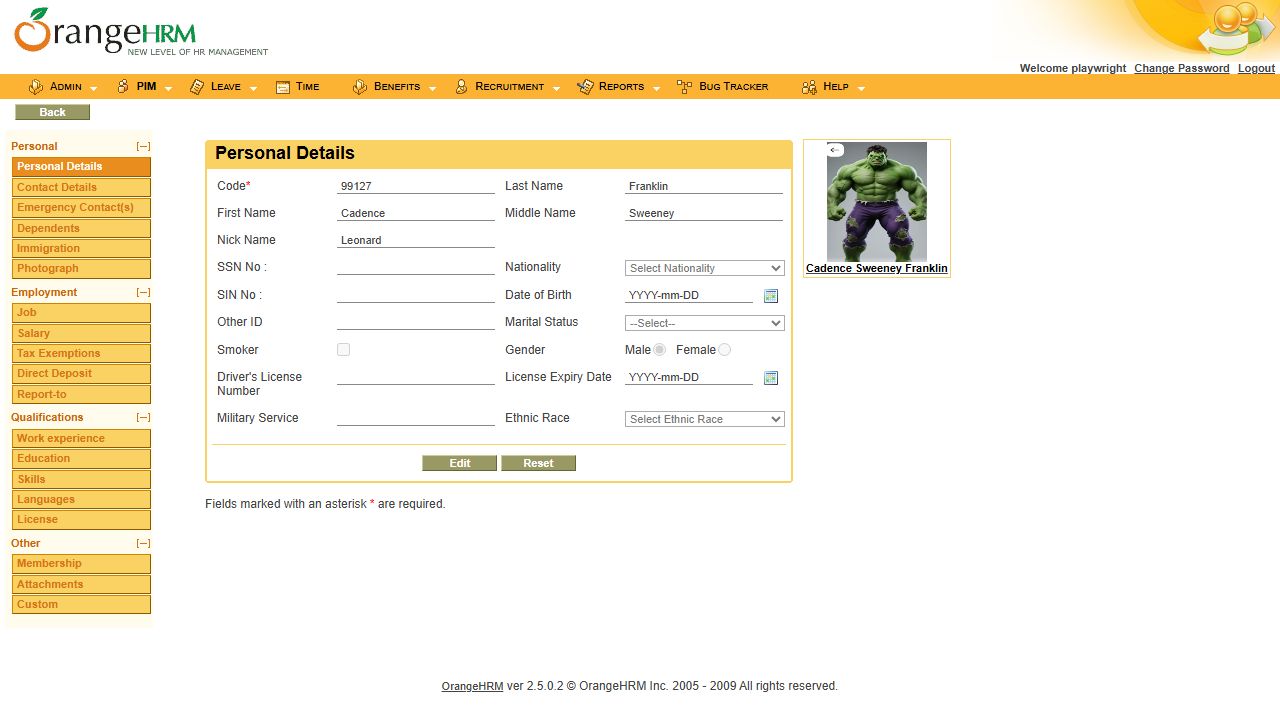 OrangeHRM
NEW LEVEL OF HR MANAGEMENT
Welcome playwright Change Password Logout
ADMIN PIM LEAVE TIME BENEFITS RECRUITMENT REPORTS BUG TRACKER HELP
Back
Personal [—]
Personal Details
Contact Details
Emergency Contact(s)
Dependents
Immigration
Photograph
Employment [—]
Job
Salary
Tax Exemptions
Direct Deposit
Report-to
Qualifications [—]
Work experience
Education
Skills
Languages
License
Other [—]
Membership
Attachments
Custom
Personal Details
Code* 99127 Last Name Franklin
First Name Cadence Middle Name Sweeney
Nick Name Leonard
SSN No : Nationality Select Nationality
SIN No : Date of Birth YYYY-mm-DD
Other ID Marital Status --Select--
Smoker Gender Male Female
Driver's License Number License Expiry Date YYYY-mm-DD
Military Service Ethnic Race Select Ethnic Race
Edit Reset
Fields marked with an asterisk * are required.
Cadence Sweeney Franklin
OrangeHRM ver 2.5.0.2 © OrangeHRM Inc. 2005 - 2009 All rights reserved.